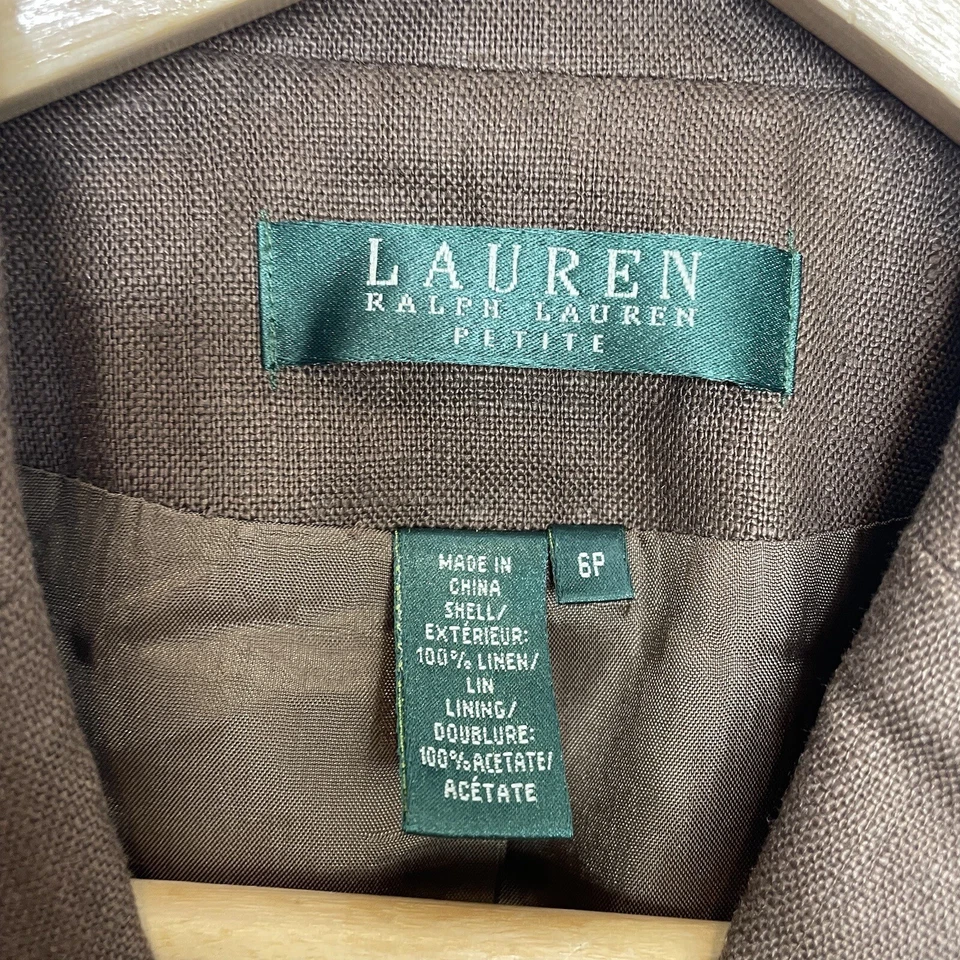 LAUREN
RALPH LAUREN
PETITE
MADE IN
CHINA
SHELL/
EXTÉRIEUR:
100% LINEN/
LIN
LINING/
DOUBLURE:
100% ACETATE/
ACÉTATE
6P